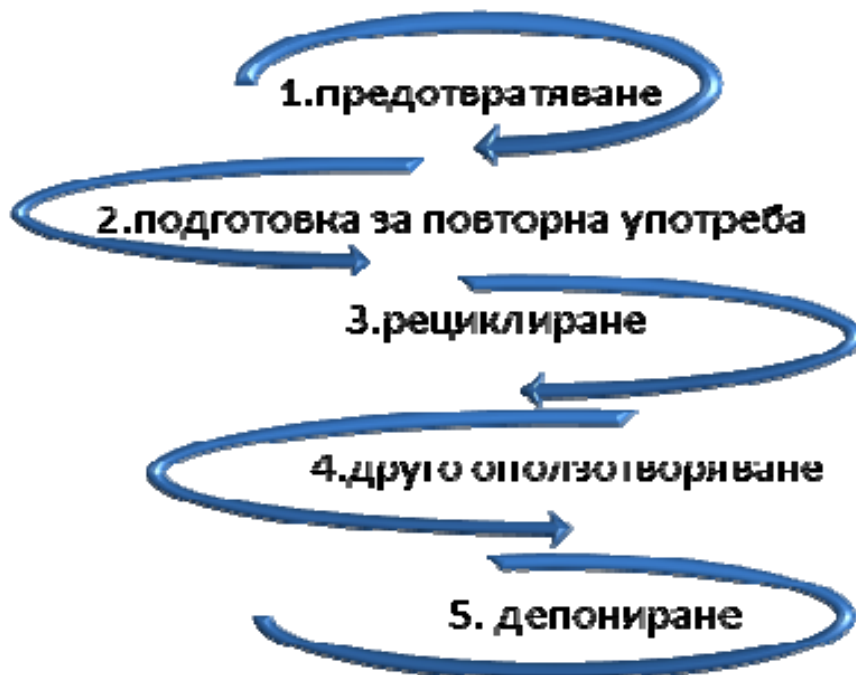 1.предотвратяване
2.подготовка за повторна употреба
3.рециклиране
4.друго оползотворяване
5. депониране